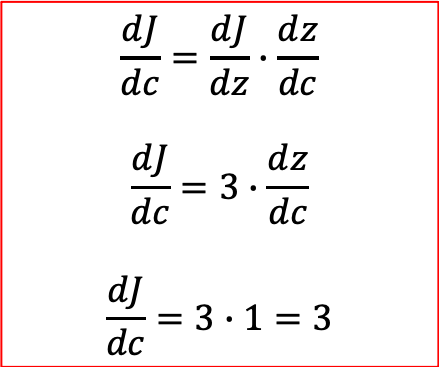 dJ/dc = dJ/dz · dz/dc
dJ/dc = 3 · dz/dc
dJ/dc = 3 · 1 = 3